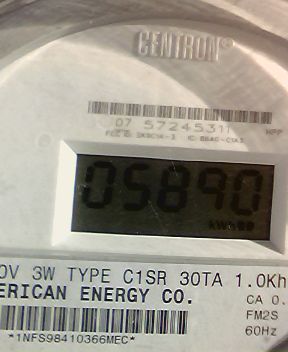 CENTRON®
07 57245311
05890
0V 3W TYPE C1SR 30TA 1.0Kh
ERICAN ENERGY CO.
CA 0.
FM2S
60Hz
*1NFS98410366MEC*